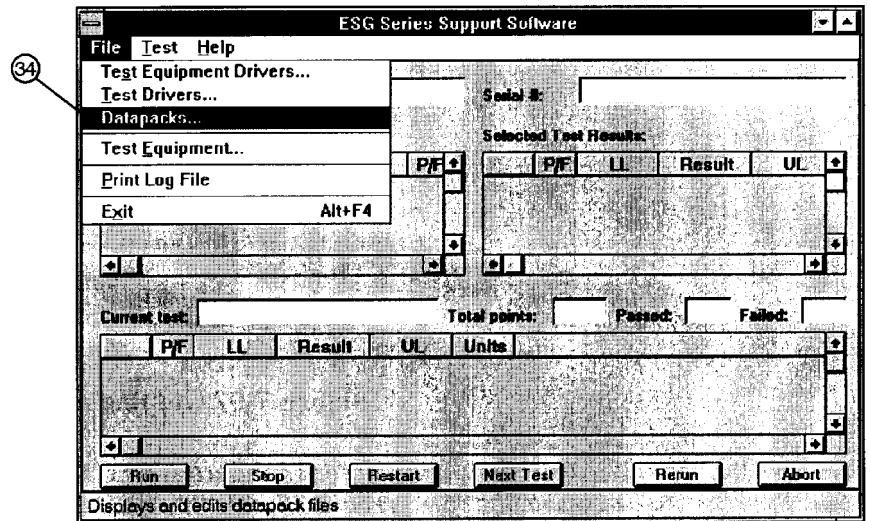 ESG Series Support Software
File Test Help
34
Test Equipment Drivers...
Test Drivers...
Datapacks...
Test Equipment...
Print Log File
Exit Alt+F4
Serial #:
Selected Test Results:
P/F
P/F LL Result UL
Current test: Total points: Passed: Failed:
P/F LL Result UL Units
Run Stop Restart Next Test Rerun Abort
Displays and edits datapack files